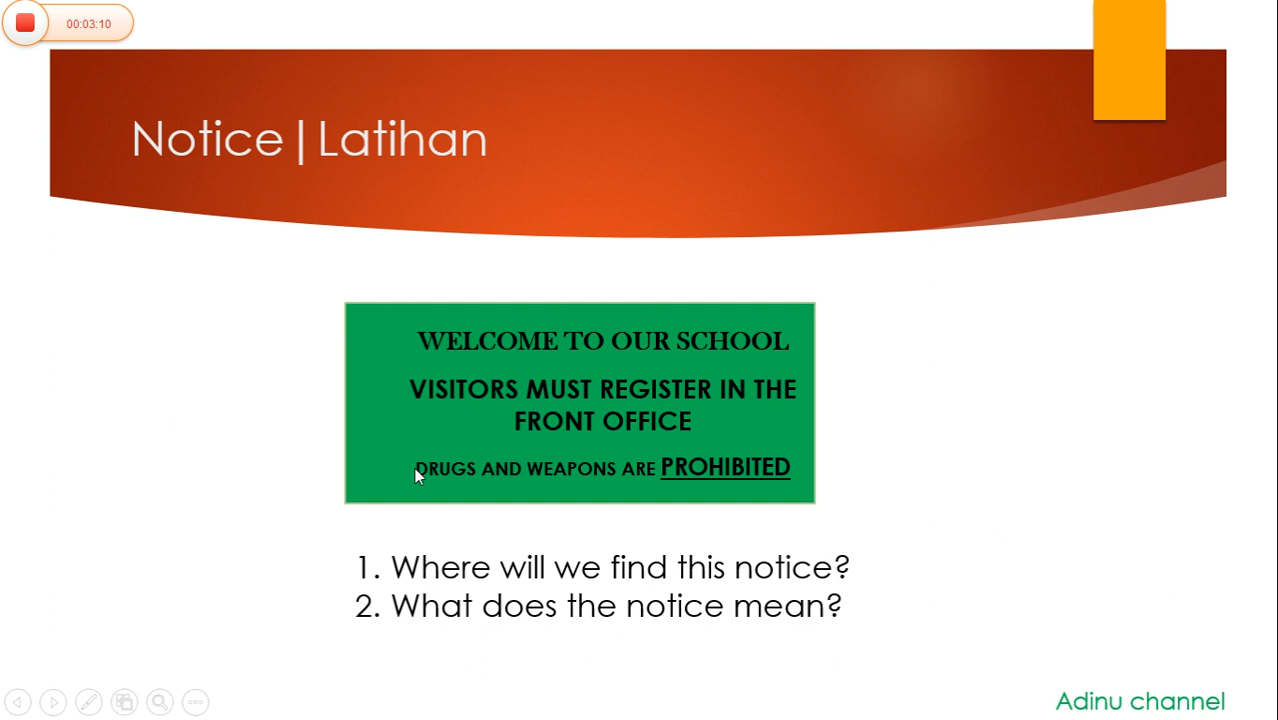 00:03:10
Notice|Latihan
WELCOME TO OUR SCHOOL
VISITORS MUST REGISTER IN THE
FRONT OFFICE
DRUGS AND WEAPONS ARE PROHIBITED
1. Where will we find this notice?
2. What does the notice mean?
Adinu channel